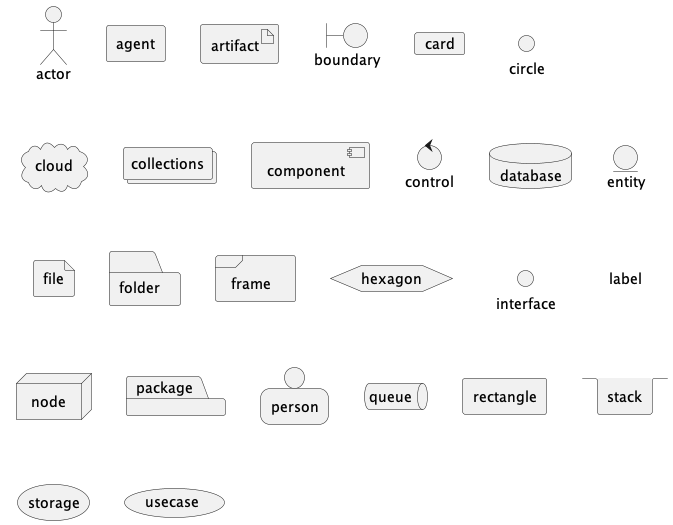 actor
agent
artifact
boundary
card
circle
cloud
collections
component
control
database
entity
file
folder
frame
hexagon
interface
label
node
package
person
queue
rectangle
stack
storage
usecase